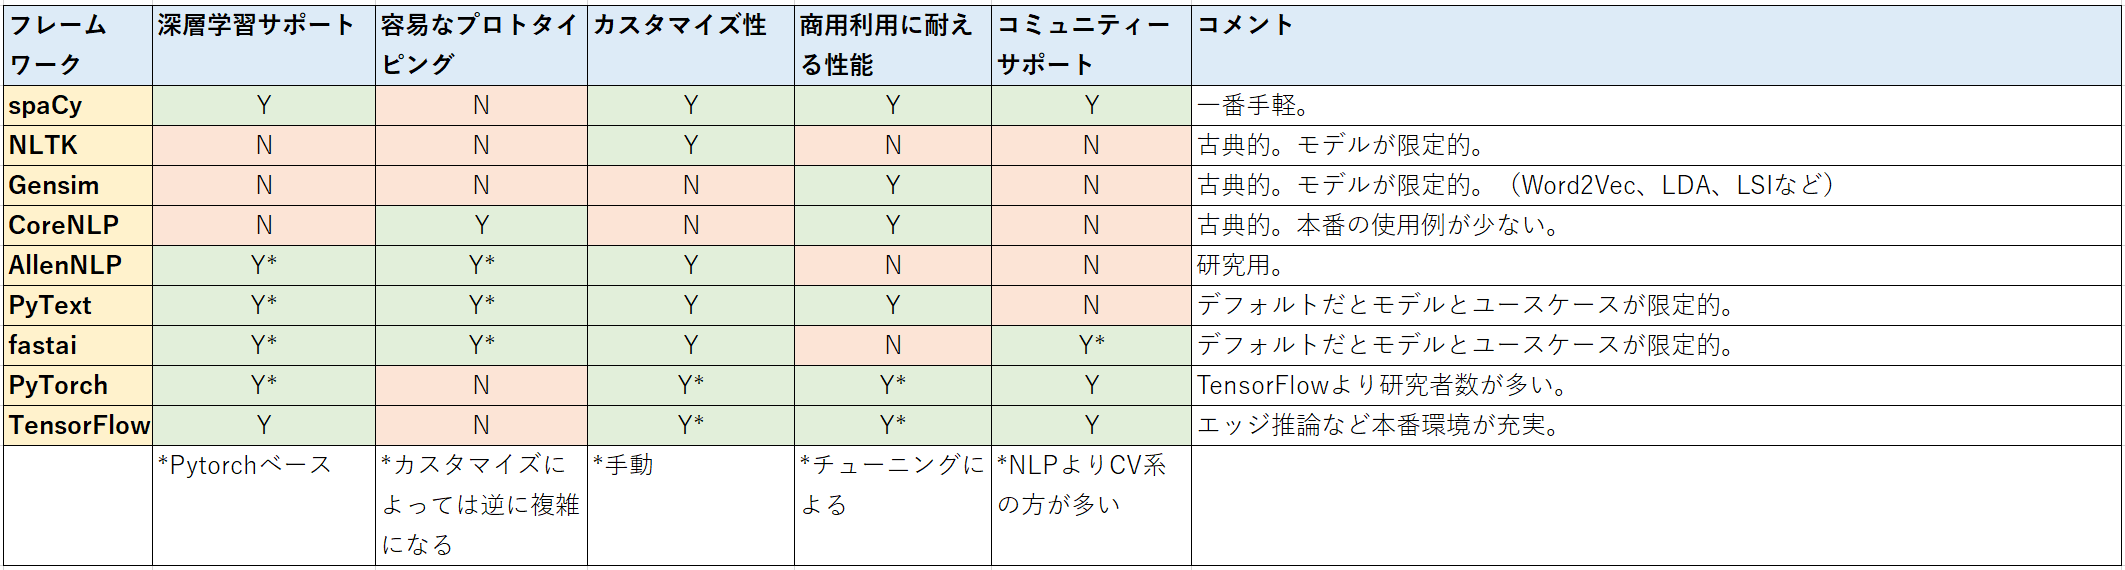 フレーム
ワーク
深層学習サポート
容易なプロトタイ
ピング
カスタマイズ性
商用利用に耐え
る性能
コミュニティー
サポート
コメント
spaCy Y N Y Y Y 一番手軽。
NLTK N N Y N N 古典的。モデルが限定的。
Gensim N N N Y N 古典的。モデルが限定的。（Word2Vec、LDA、LSIなど）
CoreNLP N Y N Y N 古典的。本番の使用例が少ない。
AllenNLP Y* Y* Y N N 研究用。
PyText Y* Y* Y Y N デフォルトだとモデルとユースケースが限定的。
fastai Y* Y* Y N Y* デフォルトだとモデルとユースケースが限定的。
PyTorch Y* N Y* Y* Y TensorFlowより研究者数が多い。
TensorFlow Y N Y* Y* Y エッジ推論など本番環境が充実。
*Pytorchベース
*カスタマイズに
よっては逆に複雑
になる
*手動
*チューニングに
よる
*NLPよりCV系
の方が多い